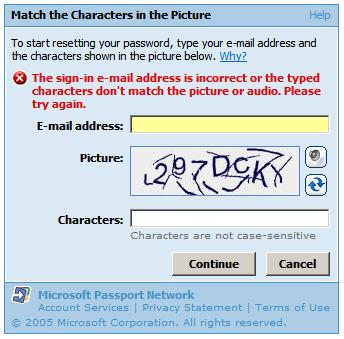 Match the Characters in the Picture
Help
To start resetting your password, type your e-mail address and
the characters shown in the picture below. Why?
The sign-in e-mail address is incorrect or the typed
characters don't match the picture or audio. Please
try again.
E-mail address:
Picture:
Characters:
Characters are not case-sensitive
Continue
Cancel
Microsoft Passport Network
Account Services | Privacy Statement | Terms of Use
© 2005 Microsoft Corporation. All rights reserved.